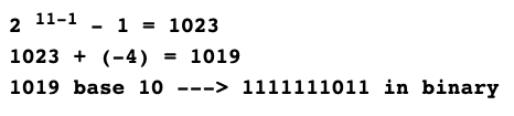 2 11-1 - 1 = 1023
1023 + (-4) = 1019
1019 base 10 ---> 1111111011 in binary